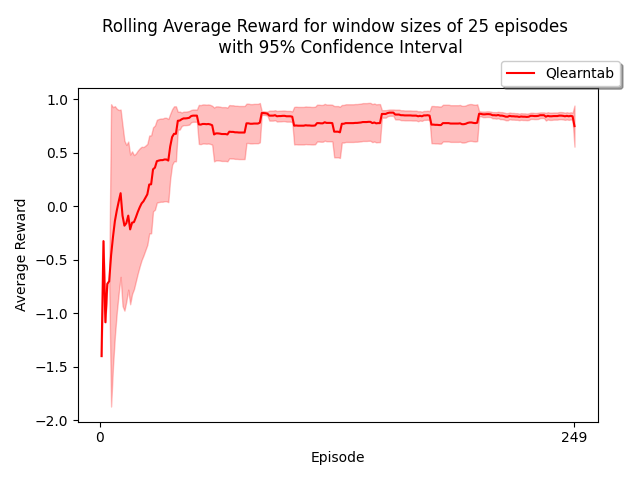 Rolling Average Reward for window sizes of 25 episodes
with 95% Confidence Interval
Qlearntab
1.0
0.5
0.0
−0.5
−1.0
−1.5
−2.0
Average Reward
0
249
Episode